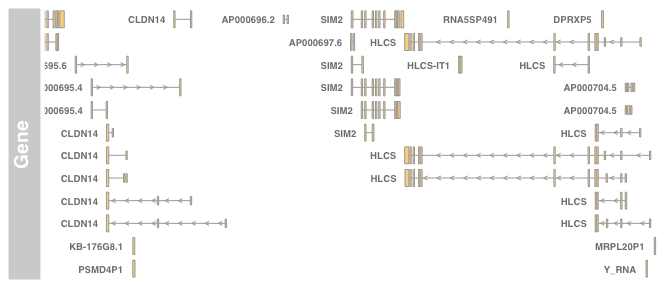 Gene
CLDN14 AP000696.2 SIM2 RNA5SP491 DPRXP5
AP000697.6 HLCS
695.6 SIM2 HLCS-IT1 HLCS
000695.4 SIM2 AP000704.5
000695.4 SIM2 AP000704.5
CLDN14 SIM2 HLCS
CLDN14 HLCS
CLDN14 HLCS
CLDN14 HLCS
CLDN14 HLCS
KB-176G8.1 MRPL20P1
PSMD4P1 Y_RNA